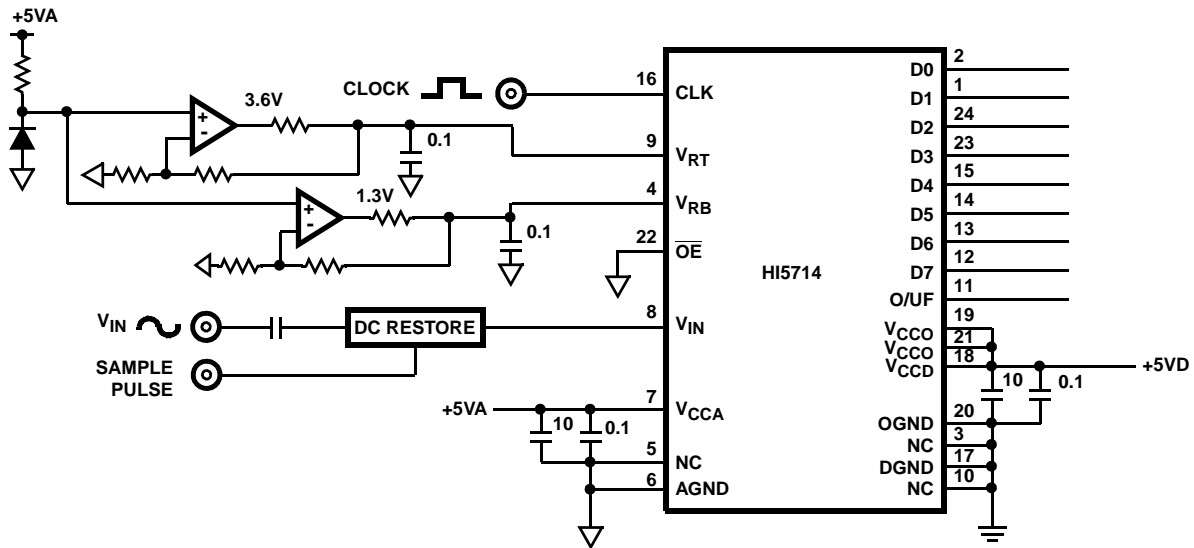 +5VA
3.6V
0.1
1.3V
0.1
CLOCK
16 CLK
9 VRT
4 VRB
22 OE
VIN
DC RESTORE
8 VIN
SAMPLE
PULSE
+5VA
7 VCCA
10
0.1
5 NC
6 AGND
HI5714
D0 2
D1 1
D2 24
D3 23
D4 15
D5 14
D6 13
D7 12
O/UF 11
VCCO 19
VCCO 21
VCCD 18
+5VD
10
0.1
OGND 20
NC 3
DGND 17
NC 10
+
-
+
-